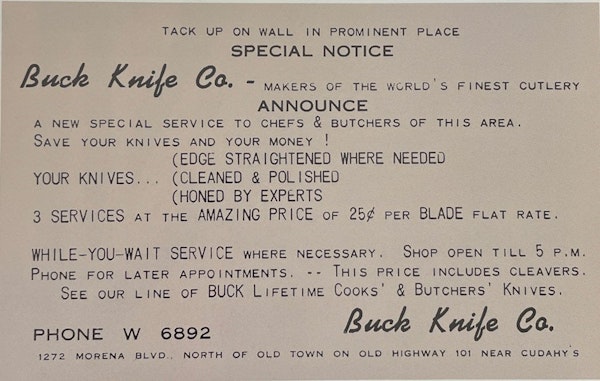 TACK UP ON WALL IN PROMINENT PLACE
SPECIAL NOTICE
Buck Knife Co. - MAKERS OF THE WORLD'S FINEST CUTLERY
ANNOUNCE
A NEW SPECIAL SERVICE TO CHEFS & BUTCHERS OF THIS AREA.
SAVE YOUR KNIVES AND YOUR MONEY !
(EDGE STRAIGHTENED WHERE NEEDED
YOUR KNIVES... (CLEANED & POLISHED
(HONED BY EXPERTS
3 SERVICES AT THE AMAZING PRICE OF 25¢ PER BLADE FLAT RATE.
WHILE-YOU-WAIT SERVICE WHERE NECESSARY. SHOP OPEN TILL 5 P.M.
PHONE FOR LATER APPOINTMENTS. -- THIS PRICE INCLUDES CLEAVERS.
SEE OUR LINE OF BUCK LIFETIME COOKS' & BUTCHERS' KNIVES.
Buck Knife Co.
PHONE W 6892
1272 MORENA BLVD., NORTH OF OLD TOWN ON OLD HIGHWAY 101 NEAR CUDAHY'S